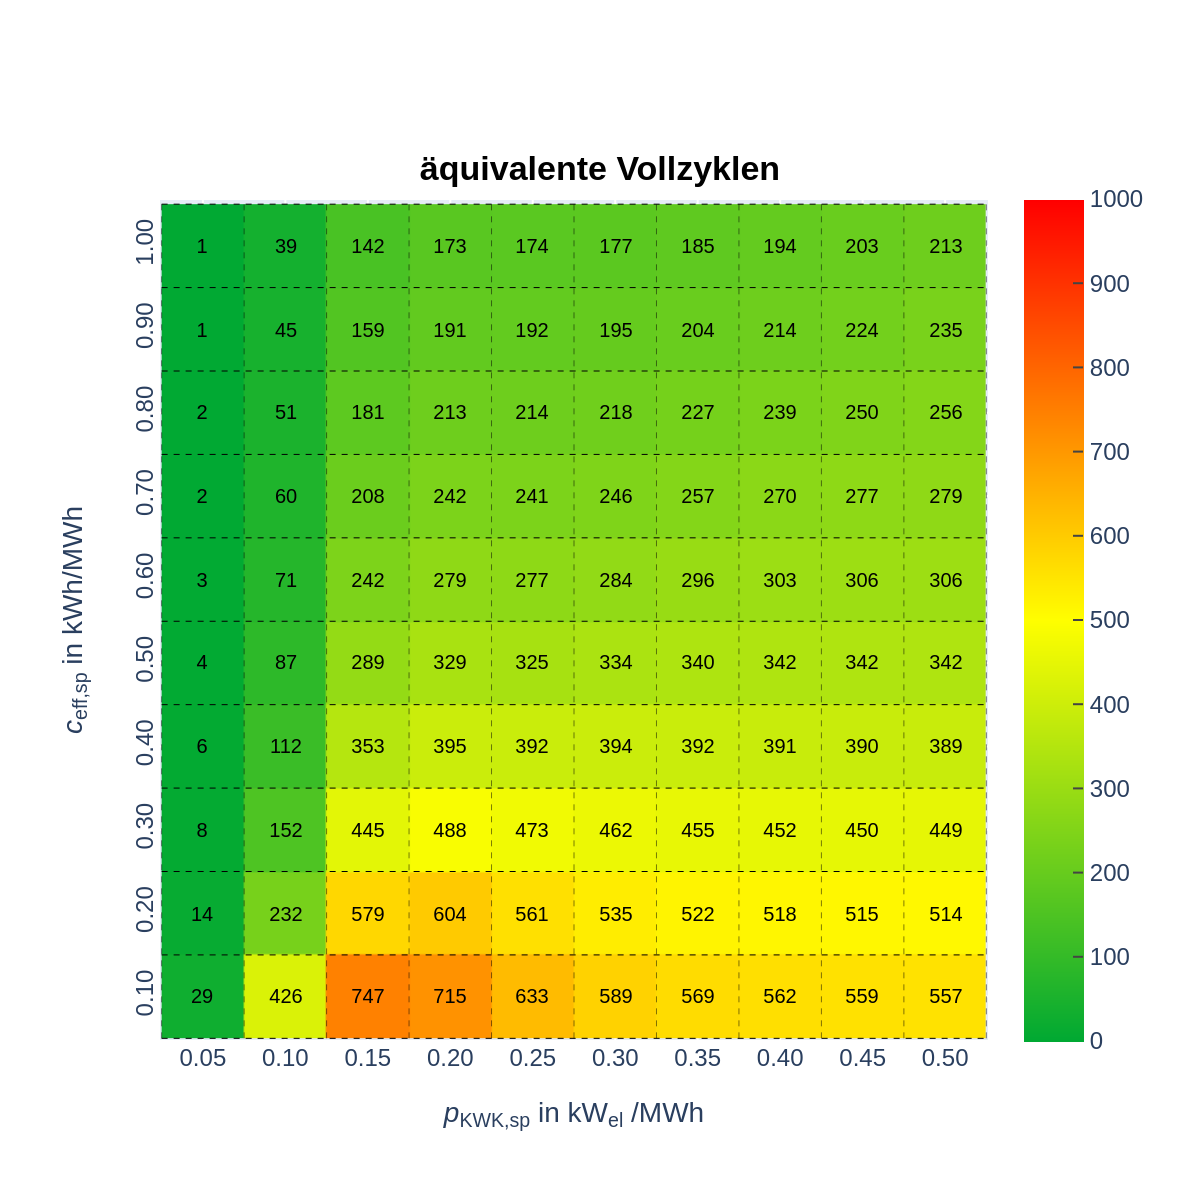 äquivalente Vollzyklen
1.00 1 39 142 173 174 177 185 194 203 213
0.90 1 45 159 191 192 195 204 214 224 235
0.80 2 51 181 213 214 218 227 239 250 256
0.70 2 60 208 242 241 246 257 270 277 279
0.60 3 71 242 279 277 284 296 303 306 306
0.50 4 87 289 329 325 334 340 342 342 342
0.40 6 112 353 395 392 394 392 391 390 389
0.30 8 152 445 488 473 462 455 452 450 449
0.20 14 232 579 604 561 535 522 518 515 514
0.10 29 426 747 715 633 589 569 562 559 557
0.05 0.10 0.15 0.20 0.25 0.30 0.35 0.40 0.45 0.50
p KWK,sp in kW el /MWh
c eff,sp in kWh/MWh
1000
900
800
700
600
500
400
300
200
100
0